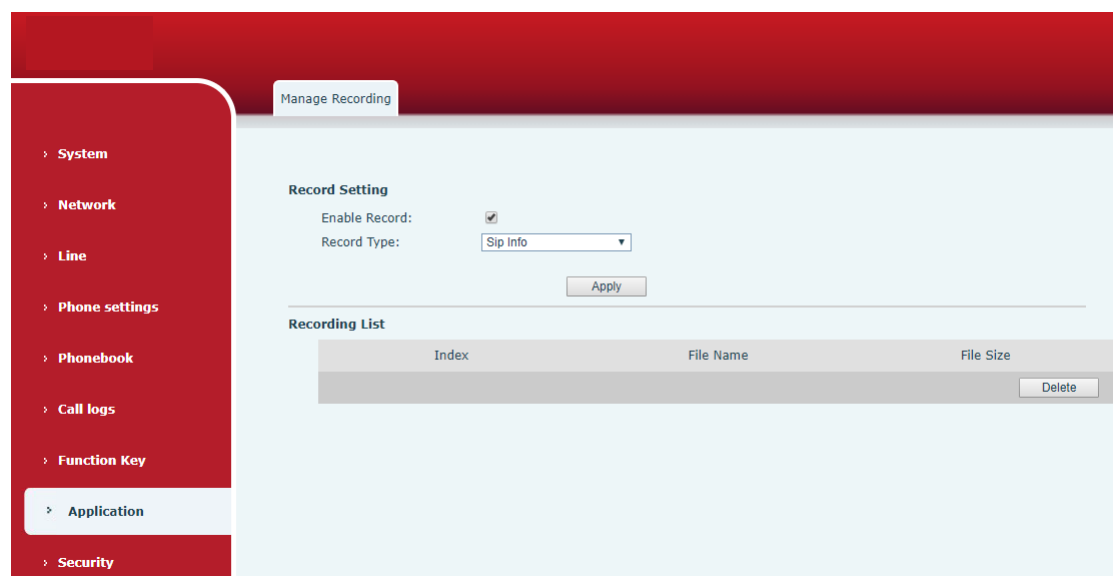 Manage Recording
System
Network
Line
Phone settings
Phonebook
Call logs
Function Key
Application
Security
Record Setting
Enable Record:
Record Type: Sip Info
Apply
Recording List
Index File Name File Size
Delete